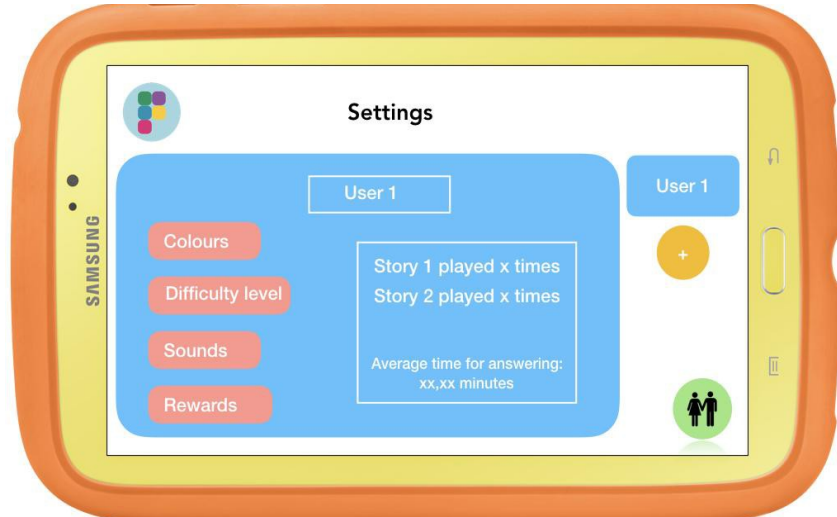 Settings
User 1
Colours
Difficulty level
Sounds
Rewards
Story 1 played x times
Story 2 played x times
Average time for answering:
xx,xx minutes
User 1
+
SAMSUNG